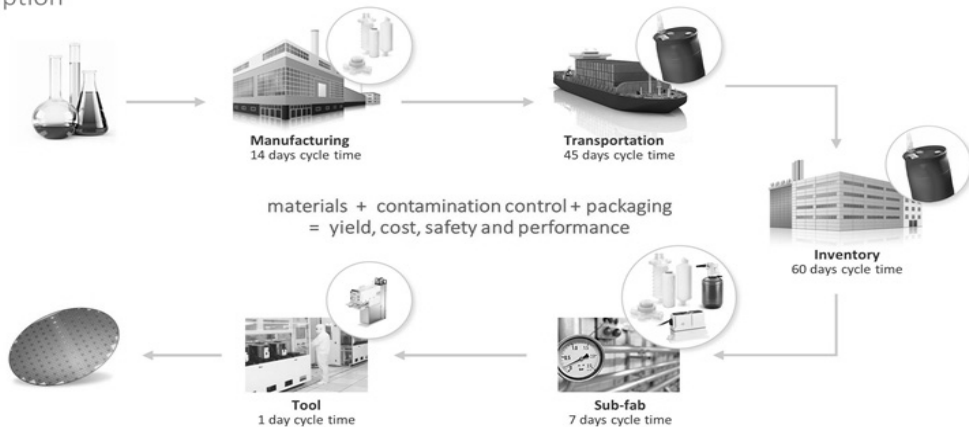 Manufacturing
14 days cycle time
Transportation
45 days cycle time
materials + contamination control + packaging
= yield, cost, safety and performance
Inventory
60 days cycle time
Tool
1 day cycle time
Sub-fab
7 days cycle time